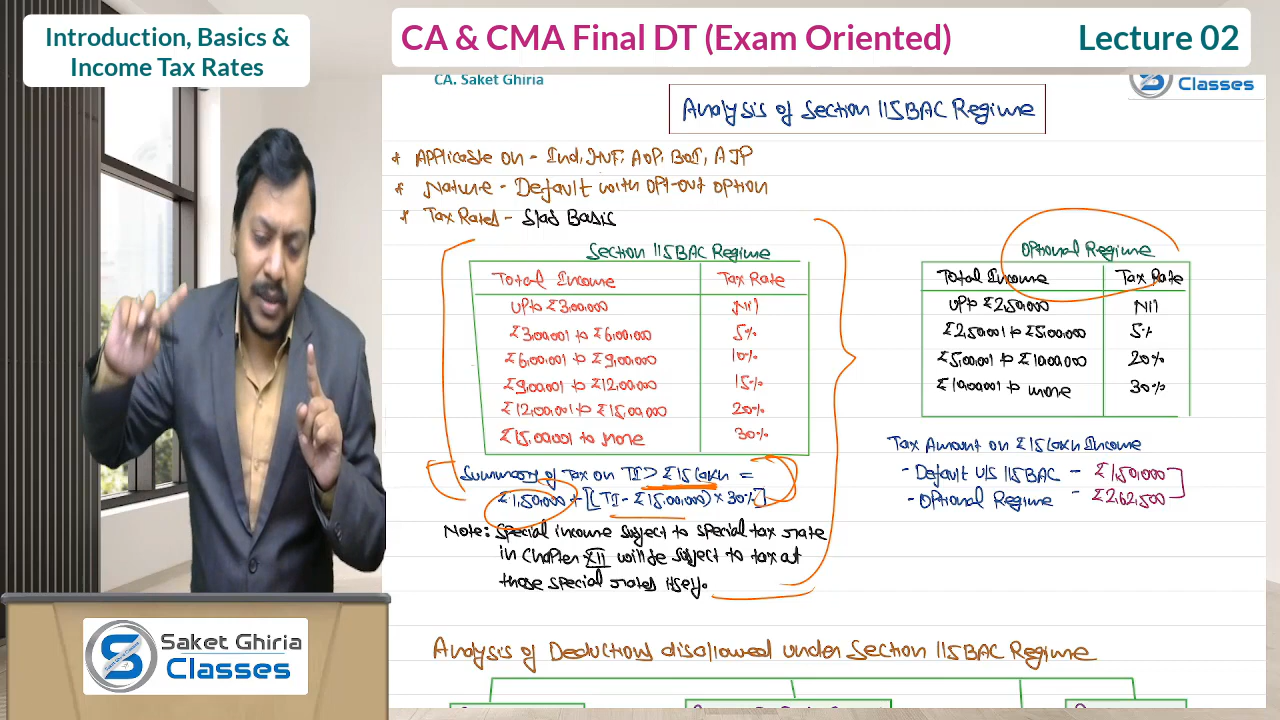 Introduction, Basics &
Income Tax Rates
CA & CMA Final DT (Exam Oriented)
Lecture 02
CA. Saket Ghiria
Classes
Analysis of Section 115BAC Regime
* Applicable on - Ind, HUF, AOP, BOI, AJP
* Nature - Default with opt-out option
* Tax Rates - Slab Basis
Section 115BAC Regime
Total Income Tax Rate
upto ₹3,00,000 Nil
₹3,00,001 to ₹6,00,000 5%
₹6,00,001 to ₹9,00,000 10%
₹9,00,001 to ₹12,00,000 15%
₹12,00,001 to ₹15,00,000 20%
₹15,00,001 to more 30%
Summary of Tax on TI > ₹15 Lakh =
₹1,50,000 + [(TI - ₹15,00,000) × 30%]
Note: Special income subject to special tax rate
in Chapter XII will be subject to tax at
those special rates itself.
Optional Regime
Total Income Tax Rate
upto ₹2,50,000 Nil
₹2,50,001 to ₹5,00,000 5%
₹5,00,001 to ₹10,00,000 20%
₹10,00,001 to more 30%
Tax Amount on ₹15 Lakh Income
- Default U/S 115BAC - ₹1,50,000
- Optional Regime - ₹2,62,500
Analysis of Deductions disallowed under Section 115BAC Regime
Saket Ghiria
Classes